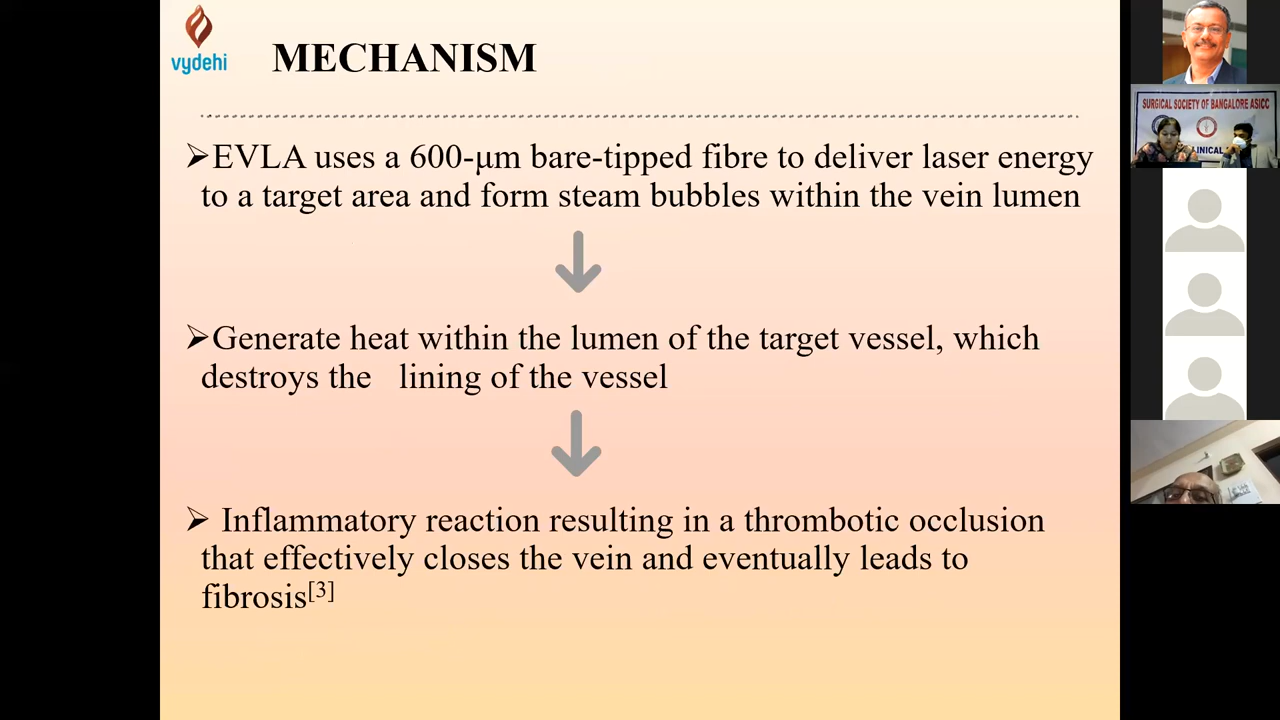 vydehi
MECHANISM
➢EVLA uses a 600-μm bare-tipped fibre to deliver laser energy
to a target area and form steam bubbles within the vein lumen
➢Generate heat within the lumen of the target vessel, which
destroys the lining of the vessel
➢ Inflammatory reaction resulting in a thrombotic occlusion
that effectively closes the vein and eventually leads to
fibrosis[3]
SURGICAL SOCIETY OF BANGALORE ASICC